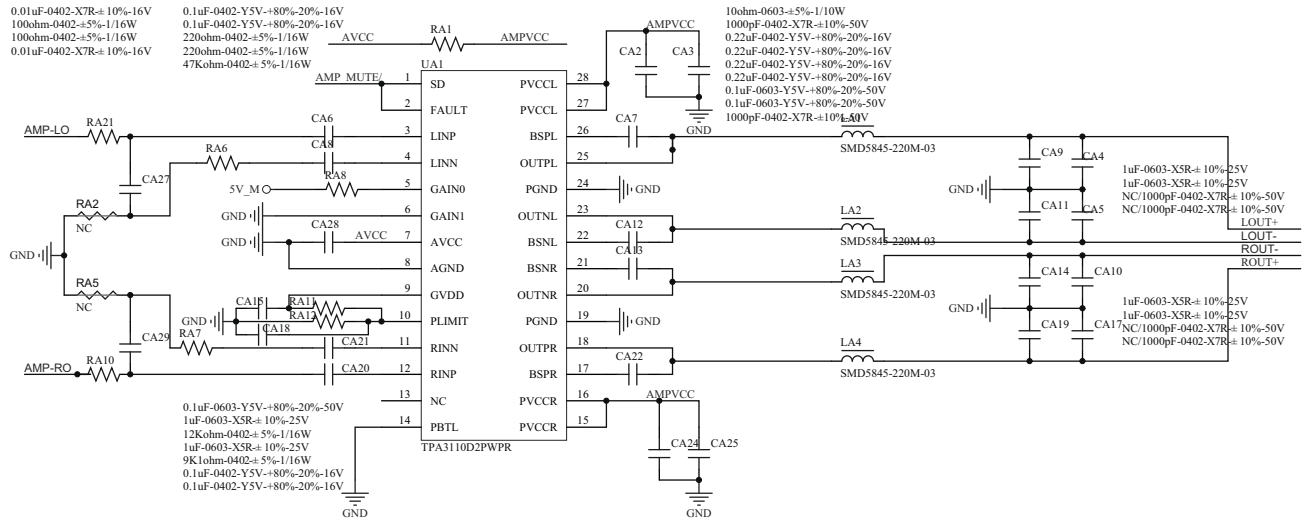 0.01uF-0402-X7R-±10%-16V
100ohm-0402-±5%-1/16W
100ohm-0402-±5%-1/16W
0.01uF-0402-X7R-±10%-16V
0.1uF-0402-Y5V-+80%-20%-16V
0.1uF-0402-Y5V-+80%-20%-16V
220ohm-0402-±5%-1/16W
220ohm-0402-±5%-1/16W
47Kohm-0402-±5%-1/16W
AVCC
RA1
AMPVCC
10ohm-0603-±5%-1/10W
1000pF-0402-X7R-±10%-50V
0.22uF-0402-Y5V-+80%-20%-16V
0.22uF-0402-Y5V-+80%-20%-16V
0.22uF-0402-Y5V-+80%-20%-16V
0.1uF-0603-Y5V-+80%-20%-50V
0.1uF-0603-Y5V-+80%-20%-50V
1000pF-0402-X7R-±10%-50V
AMPVCC
CA2
CA3
GND
UA1
AMP_MUTE/
1 SD PVCCL 28
2 FAULT PVCCL 27
3 LINP BSPL 26
4 LINN OUTPL 25
5 GAIN0 PGND 24
6 GAIN1 OUTNL 23
7 AVCC BSNL 22
8 AGND BSNR 21
9 GVDD OUTNR 20
10 PLIMIT PGND 19
11 RINN OUTPR 18
12 RINP BSPR 17
13 NC PVCCR 16
14 PBTL PVCCR 15
TPA3110D2PWPR
AMP-LO
RA21
CA6
RA6
CA8
CA27
5V_M
RA8
RA2
NC
GND
CA28
AVCC
GND
GND
RA5
NC
CA15
RA11
GND
RA12
CA18
CA29
RA7
CA21
AMP-RO
RA10
CA20
0.1uF-0603-Y5V-+80%-20%-50V
1uF-0603-X5R-±10%-25V
12Kohm-0402-±5%-1/16W
1uF-0603-X5R-±10%-25V
9K1ohm-0402-±5%-1/16W
0.1uF-0402-Y5V-+80%-20%-16V
0.1uF-0402-Y5V-+80%-20%-16V
GND
CA7
LA1
SMD5845-220M-03
GND
CA12
LA2
SMD5845-220M-03
CA13
LA3
SMD5845-220M-03
GND
CA22
LA4
SMD5845-220M-03
AMPVCC
CA24
CA25
GND
CA9
CA4
GND
CA11
CA5
1uF-0603-X5R-±10%-25V
1uF-0603-X5R-±10%-25V
NC/1000pF-0402-X7R-±10%-50V
NC/1000pF-0402-X7R-±10%-50V
LOUT+
LOUT-
ROUT-
ROUT+
CA14
CA10
GND
CA19
CA17
1uF-0603-X5R-±10%-25V
1uF-0603-X5R-±10%-25V
NC/1000pF-0402-X7R-±10%-50V
NC/1000pF-0402-X7R-±10%-50V